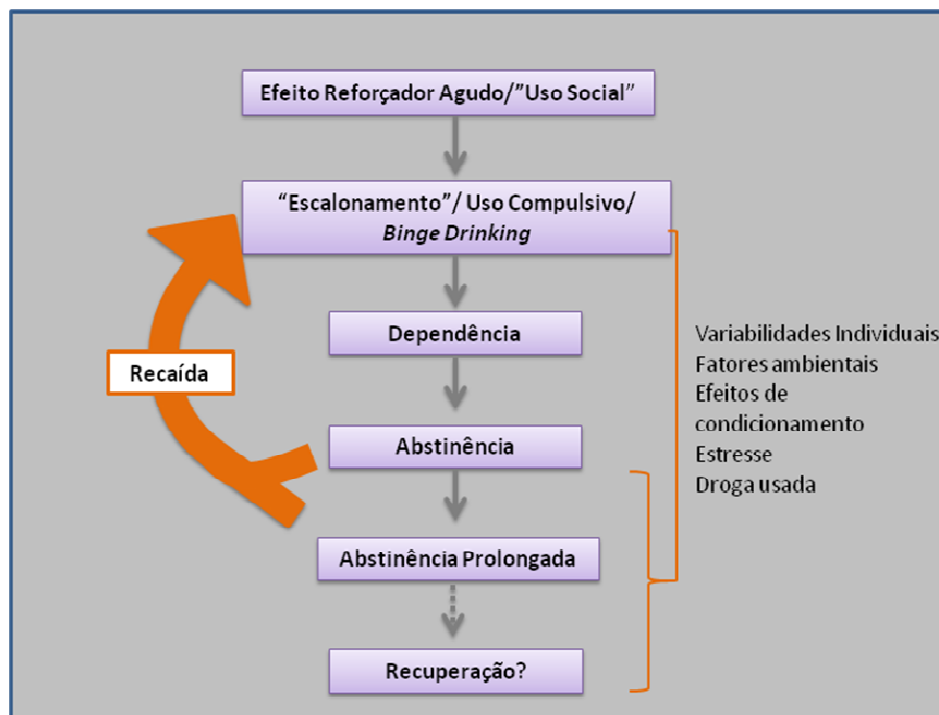 Efeito Reforçador Agudo/"Uso Social"
“Escalonamento”/ Uso Compulsivo/
Binge Drinking
Dependência
Recaída
Abstinência
Abstinência Prolongada
Recuperação?
Variabilidades Individuais
Fatores ambientais
Efeitos de
condicionamento
Estresse
Droga usada